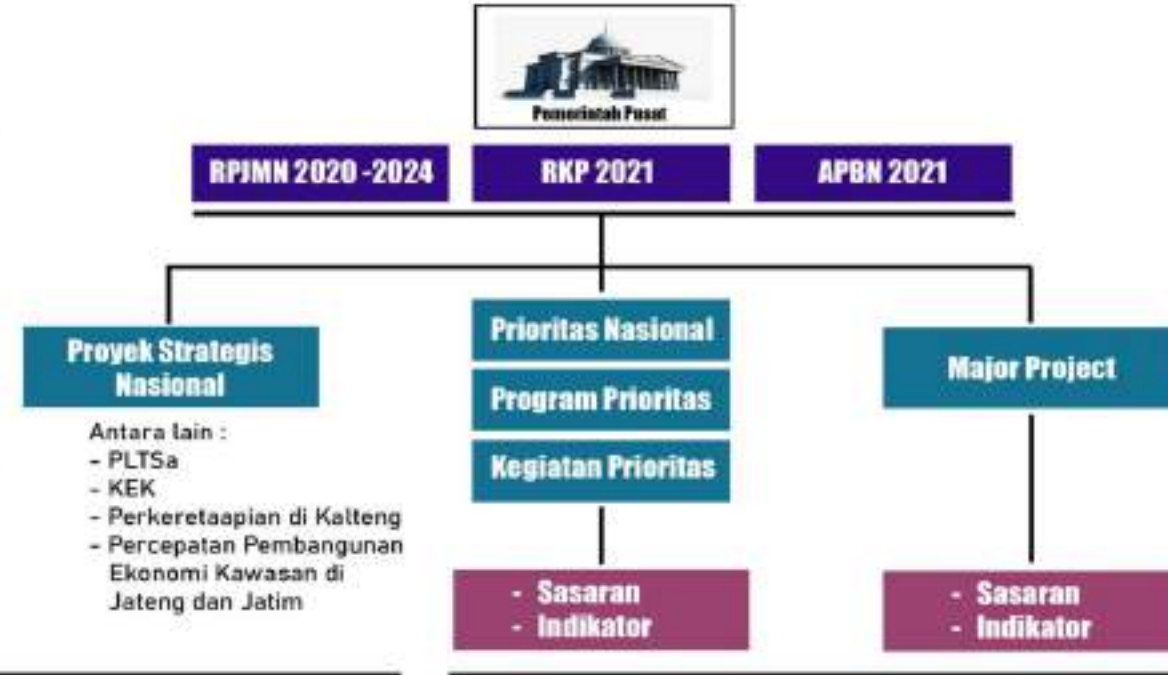 Pemerintah Pusat
RPJMN 2020 -2024
RKP 2021
APBN 2021
Proyek Strategis
Nasional
Antara lain :
- PLTSa
- KEK
- Perkeretaapian di Kalteng
- Percepatan Pembangunan
Ekonomi Kawasan di
Jateng dan Jatim
Prioritas Nasional
Program Prioritas
Kegiatan Prioritas
- Sasaran
- Indikator
Major Project
- Sasaran
- Indikator